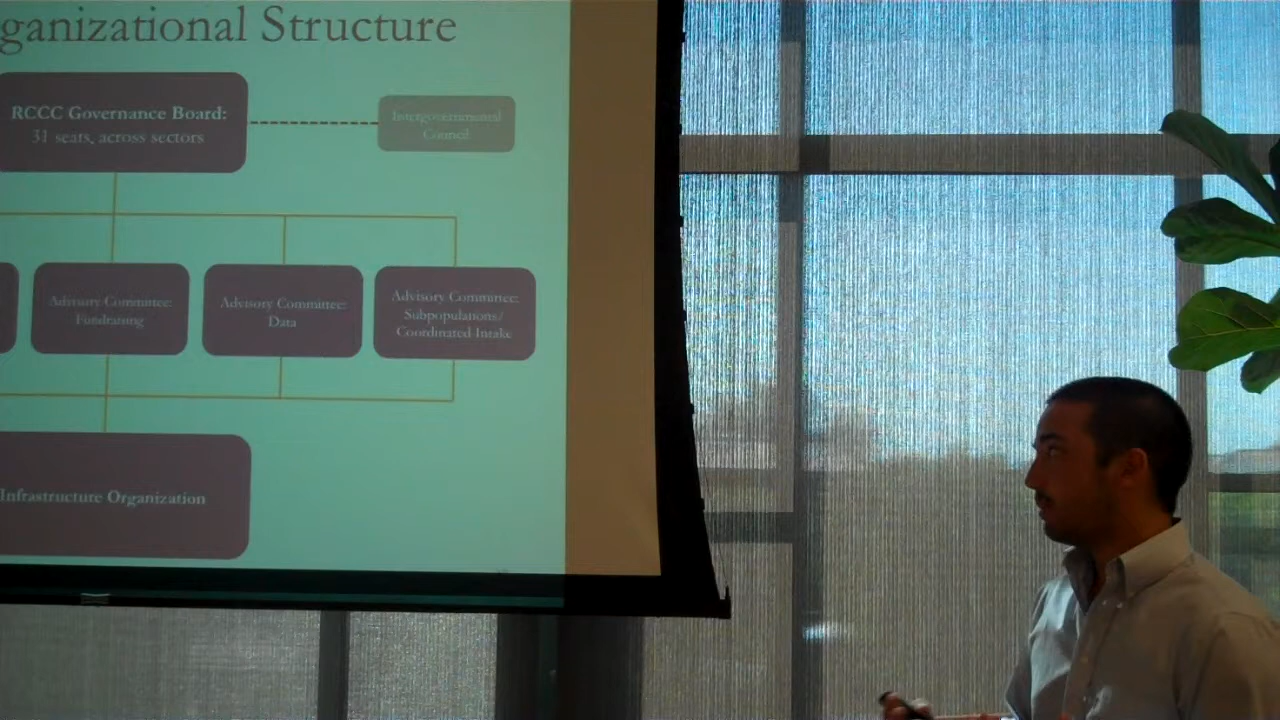 ganizational Structure
RCCC Governance Board:
31 seats, across sectors
Intergovernmental
Council
Advisory Committee:
Fundraising
Advisory Committee:
Data
Advisory Committee:
Subpopulations/
Coordinated Intake
Infrastructure Organization